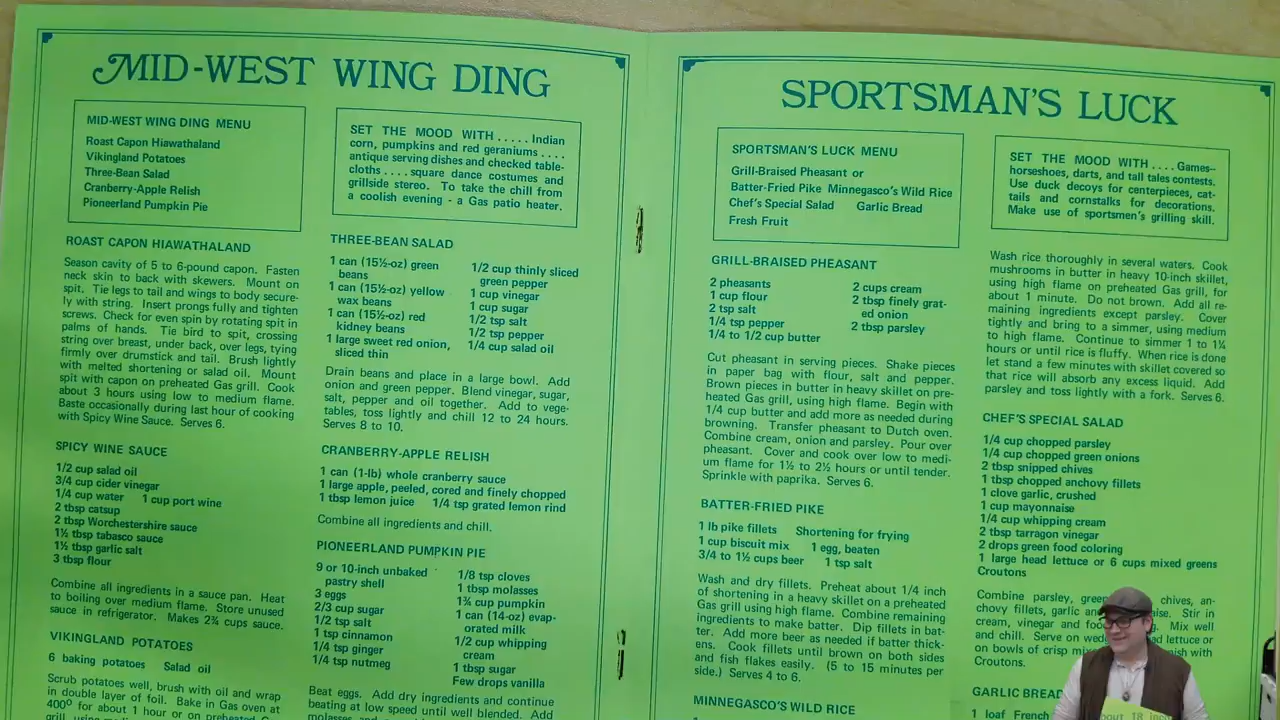 MID-WEST WING DING
MID-WEST WING DING MENU
Roast Capon Hiawathaland
Vikingland Potatoes
Three-Bean Salad
Cranberry-Apple Relish
Pioneerland Pumpkin Pie
SET THE MOOD WITH ..... Indian
corn, pumpkins and red geraniums ....
antique serving dishes and checked table-
cloths .... square dance costumes and
grillside stereo. To take the chill from
a coolish evening - a Gas patio heater.
ROAST CAPON HIAWATHALAND
Season cavity of 5 to 6-pound capon. Fasten
neck skin to back with skewers. Mount on
spit. Tie legs to tail and wings to body secure-
ly with string. Insert prongs fully and tighten
screws. Check for even spin by rotating spit in
palms of hands. Tie bird to spit, crossing
string over breast, under back, over legs, tying
firmly over drumstick and tail. Brush lightly
with melted shortening or salad oil. Mount
spit with capon on preheated Gas grill. Cook
about 3 hours using low to medium flame.
Baste occasionally during last hour of cooking
with Spicy Wine Sauce. Serves 6.
SPICY WINE SAUCE
1/2 cup salad oil
3/4 cup cider vinegar
1/4 cup water 1 cup port wine
2 tbsp catsup
2 tbsp Worchestershire sauce
1½ tbsp tabasco sauce
1½ tbsp garlic salt
3 tbsp flour
Combine all ingredients in a sauce pan. Heat
to boiling over medium flame. Store unused
sauce in refrigerator. Makes 2¾ cups sauce.
VIKINGLAND POTATOES
6 baking potatoes Salad oil
Scrub potatoes well, brush with oil and wrap
in double layer of foil. Bake in Gas oven at
400° for about 1 hour or on preheated
THREE-BEAN SALAD
1 can (15½-oz) green
beans
1 can (15½-oz) yellow
wax beans
1 can (15½-oz) red
kidney beans
1 large sweet red onion,
sliced thin
1/2 cup thinly sliced
green pepper
1 cup vinegar
1 cup sugar
1/2 tsp salt
1/2 tsp pepper
1/4 cup salad oil
Drain beans and place in a large bowl. Add
onion and green pepper. Blend vinegar, sugar,
salt, pepper and oil together. Add to vege-
tables, toss lightly and chill 12 to 24 hours.
Serves 8 to 10.
CRANBERRY-APPLE RELISH
1 can (1-lb) whole cranberry sauce
1 large apple, peeled, cored and finely chopped
1 tbsp lemon juice 1/4 tsp grated lemon rind
Combine all ingredients and chill.
PIONEERLAND PUMPKIN PIE
9 or 10-inch unbaked
pastry shell
3 eggs
2/3 cup sugar
1/2 tsp salt
1 tsp cinnamon
1/4 tsp ginger
1/4 tsp nutmeg
1/8 tsp cloves
1 tbsp molasses
1¾ cup pumpkin
1 can (14-oz) evap-
orated milk
1/2 cup whipping
cream
1 tbsp sugar
Few drops vanilla
Beat eggs. Add dry ingredients and continue
beating at low speed until well blended. Add
SPORTSMAN'S LUCK
SPORTSMAN'S LUCK MENU
Grill-Braised Pheasant or
Batter-Fried Pike Minnegasco's Wild Rice
Chef's Special Salad Garlic Bread
Fresh Fruit
SET THE MOOD WITH .... Games--
horseshoes, darts, and tall tales contests.
Use duck decoys for centerpieces, cat-
tails and cornstalks for decorations.
Make use of sportsmen's grilling skill.
GRILL-BRAISED PHEASANT
2 pheasants
1 cup flour
2 tsp salt
1/4 tsp pepper
1/4 to 1/2 cup butter
2 cups cream
2 tbsp finely grat-
ed onion
2 tbsp parsley
Cut pheasant in serving pieces. Shake pieces
in paper bag with flour, salt and pepper.
Brown pieces in butter in heavy skillet on pre-
heated Gas grill, using high flame. Begin with
1/4 cup butter and add more as needed during
browning. Transfer pheasant to Dutch oven.
Combine cream, onion and parsley. Pour over
pheasant. Cover and cook over low to medi-
um flame for 1½ to 2½ hours or until tender.
Sprinkle with paprika. Serves 6.
BATTER-FRIED PIKE
1 lb pike fillets Shortening for frying
1 cup biscuit mix 1 egg, beaten
3/4 to 1½ cups beer 1 tsp salt
Wash and dry fillets. Preheat about 1/4 inch
of shortening in a heavy skillet on a preheated
Gas grill using high flame. Combine remaining
ingredients to make batter. Dip fillets in bat-
ter. Add more beer as needed if batter thick-
ens. Cook fillets until brown on both sides
and fish flakes easily. (5 to 15 minutes per
side.) Serves 4 to 6.
MINNEGASCO'S WILD RICE
Wash rice thoroughly in several waters. Cook
mushrooms in butter in heavy 10-inch skillet,
using high flame on preheated Gas grill, for
about 1 minute. Do not brown. Add all re-
maining ingredients except parsley. Cover
tightly and bring to a simmer, using medium
to high flame. Continue to simmer 1 to 1¼
hours or until rice is fluffy. When rice is done
let stand a few minutes with skillet covered so
that rice will absorb any excess liquid. Add
parsley and toss lightly with a fork. Serves 6.
CHEF'S SPECIAL SALAD
1/4 cup chopped parsley
1/4 cup chopped green onions
2 tbsp snipped chives
1 tbsp chopped anchovy fillets
1 clove garlic, crushed
1 cup mayonnaise
1/4 cup whipping cream
2 tbsp tarragon vinegar
2 drops green food coloring
1 large head lettuce or 6 cups mixed greens
Croutons
Combine parsley, chives, an-
chovy fillets, garlic Stir in
cream, vinegar and Mix well
and chill. Serve on lettuce or
on bowls of crisp with
Croutons.
GARLIC BREAD
1 loaf French
about 18